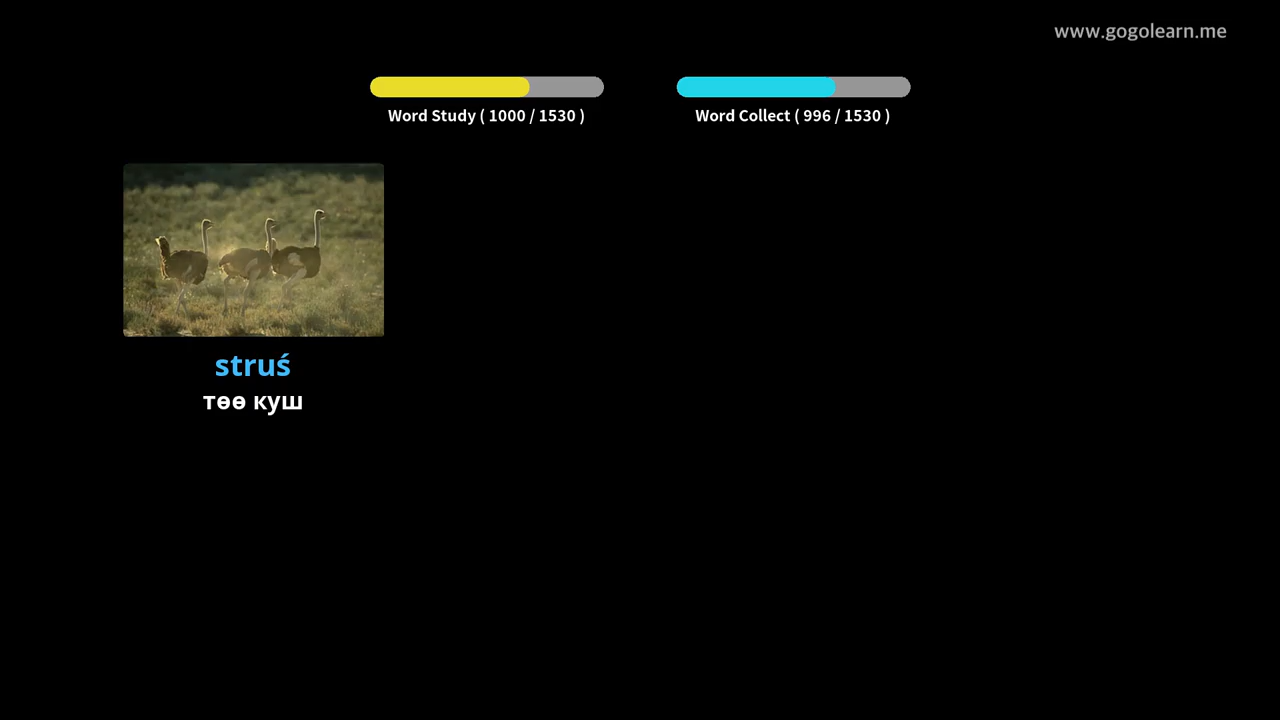 www.gogolearn.me
Word Study ( 1000 / 1530 )
Word Collect ( 996 / 1530 )
struś
төө куш